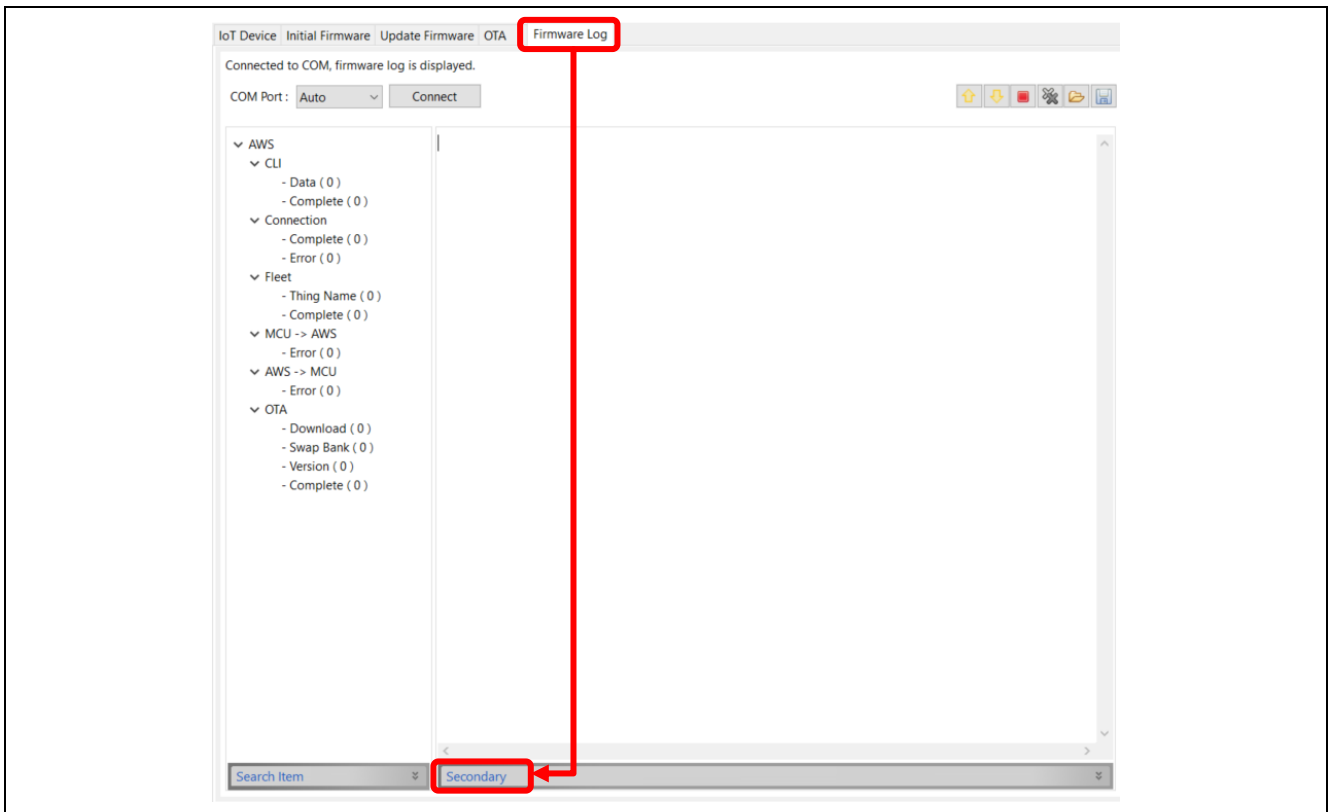 IoT Device Initial Firmware Update Firmware OTA Firmware Log
Connected to COM, firmware log is displayed.
COM Port : Auto Connect
AWS
CLI
- Data ( 0 )
- Complete ( 0 )
Connection
- Complete ( 0 )
- Error ( 0 )
Fleet
- Thing Name ( 0 )
- Complete ( 0 )
MCU -> AWS
- Error ( 0 )
AWS -> MCU
- Error ( 0 )
OTA
- Download ( 0 )
- Swap Bank ( 0 )
- Version ( 0 )
- Complete ( 0 )
Search Item Secondary